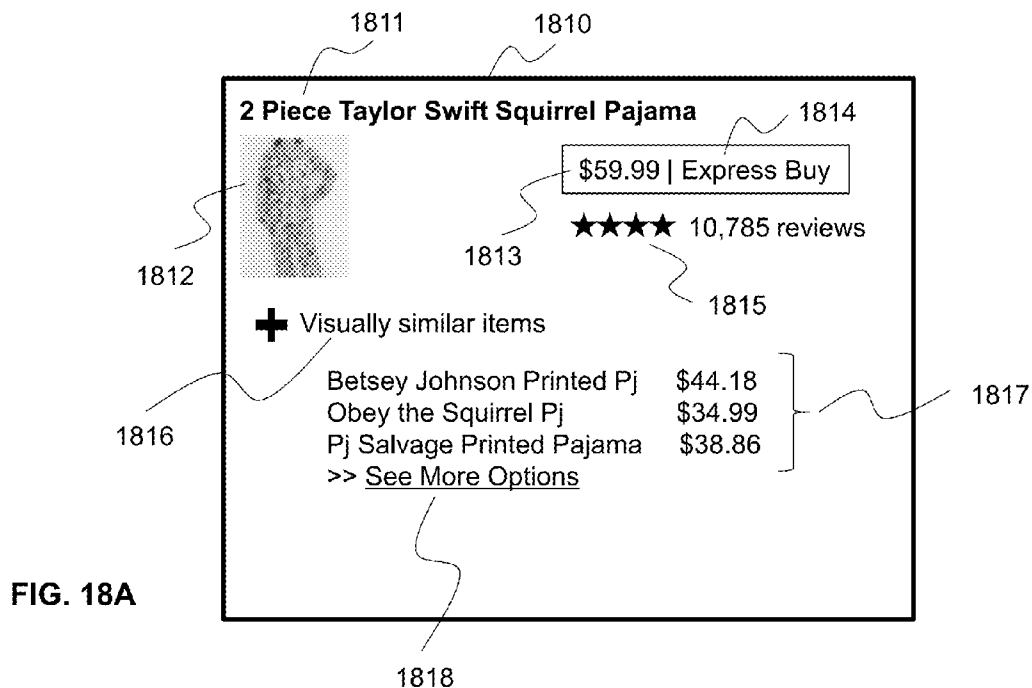 1811
1810
2 Piece Taylor Swift Squirrel Pajama
1814
$59.99 | Express Buy
★★★★ 10,785 reviews
1813
1812
1815
+ Visually similar items
Betsey Johnson Printed Pj $44.18
1817
Obey the Squirrel Pj $34.99
1816
Pj Salvage Printed Pajama $38.86
>> See More Options
FIG. 18A
1818